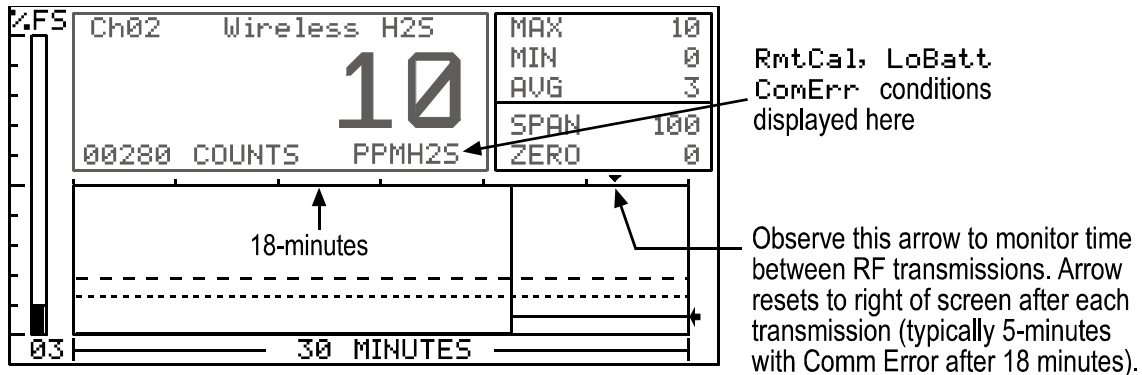 %FS
Ch02 Wireless H2S
10
00280 COUNTS PPMH2S
MAX 10
MIN 0
AVG 3
SPAN 100
ZERO 0
RmtCal, LoBatt
ComErr conditions
displayed here
18-minutes
Observe this arrow to monitor time
between RF transmissions. Arrow
resets to right of screen after each
transmission (typically 5-minutes
with Comm Error after 18 minutes).
03 30 MINUTES